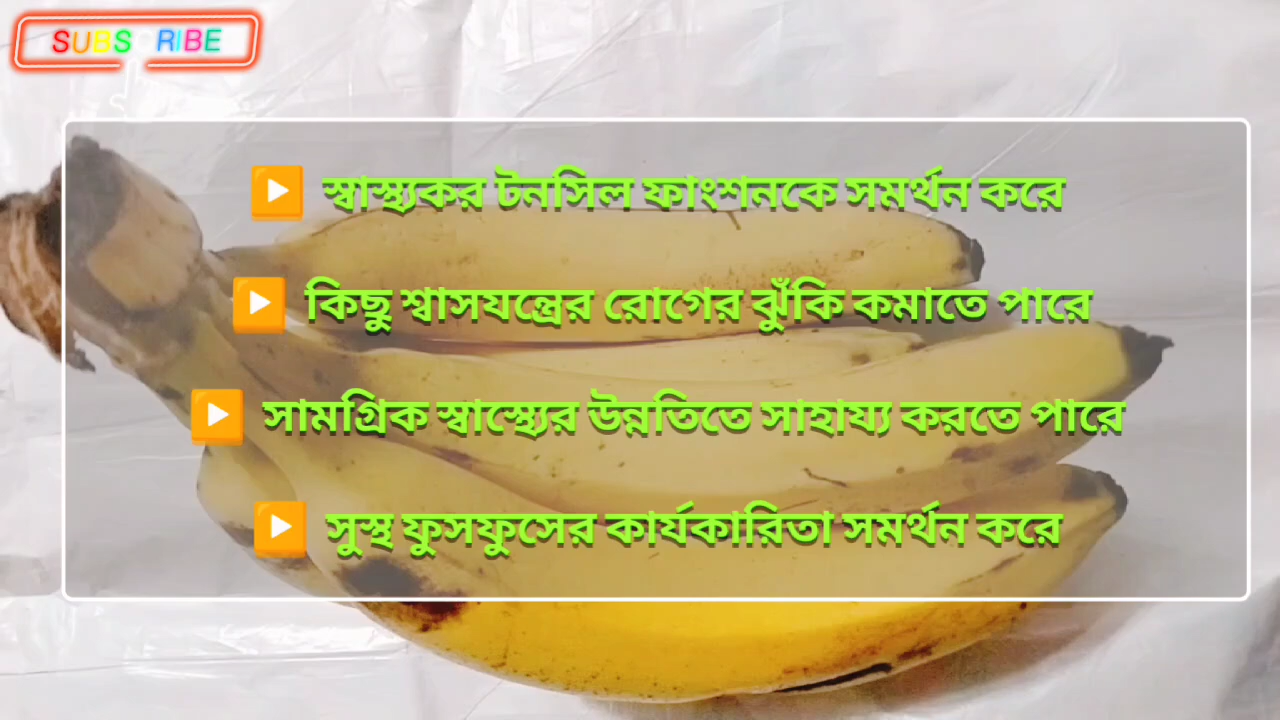 SUBS RIBE
স্বাস্থ্যকর টনসিল ফাংশনকে সমর্থন করে
কিছু শ্বাসযন্ত্রের রোগের ঝুঁকি কমাতে পারে
সামগ্রিক স্বাস্থ্যের উন্নতিতে সাহায্য করতে পারে
সুস্থ ফুসফুসের কার্যকারিতা সমর্থন করে